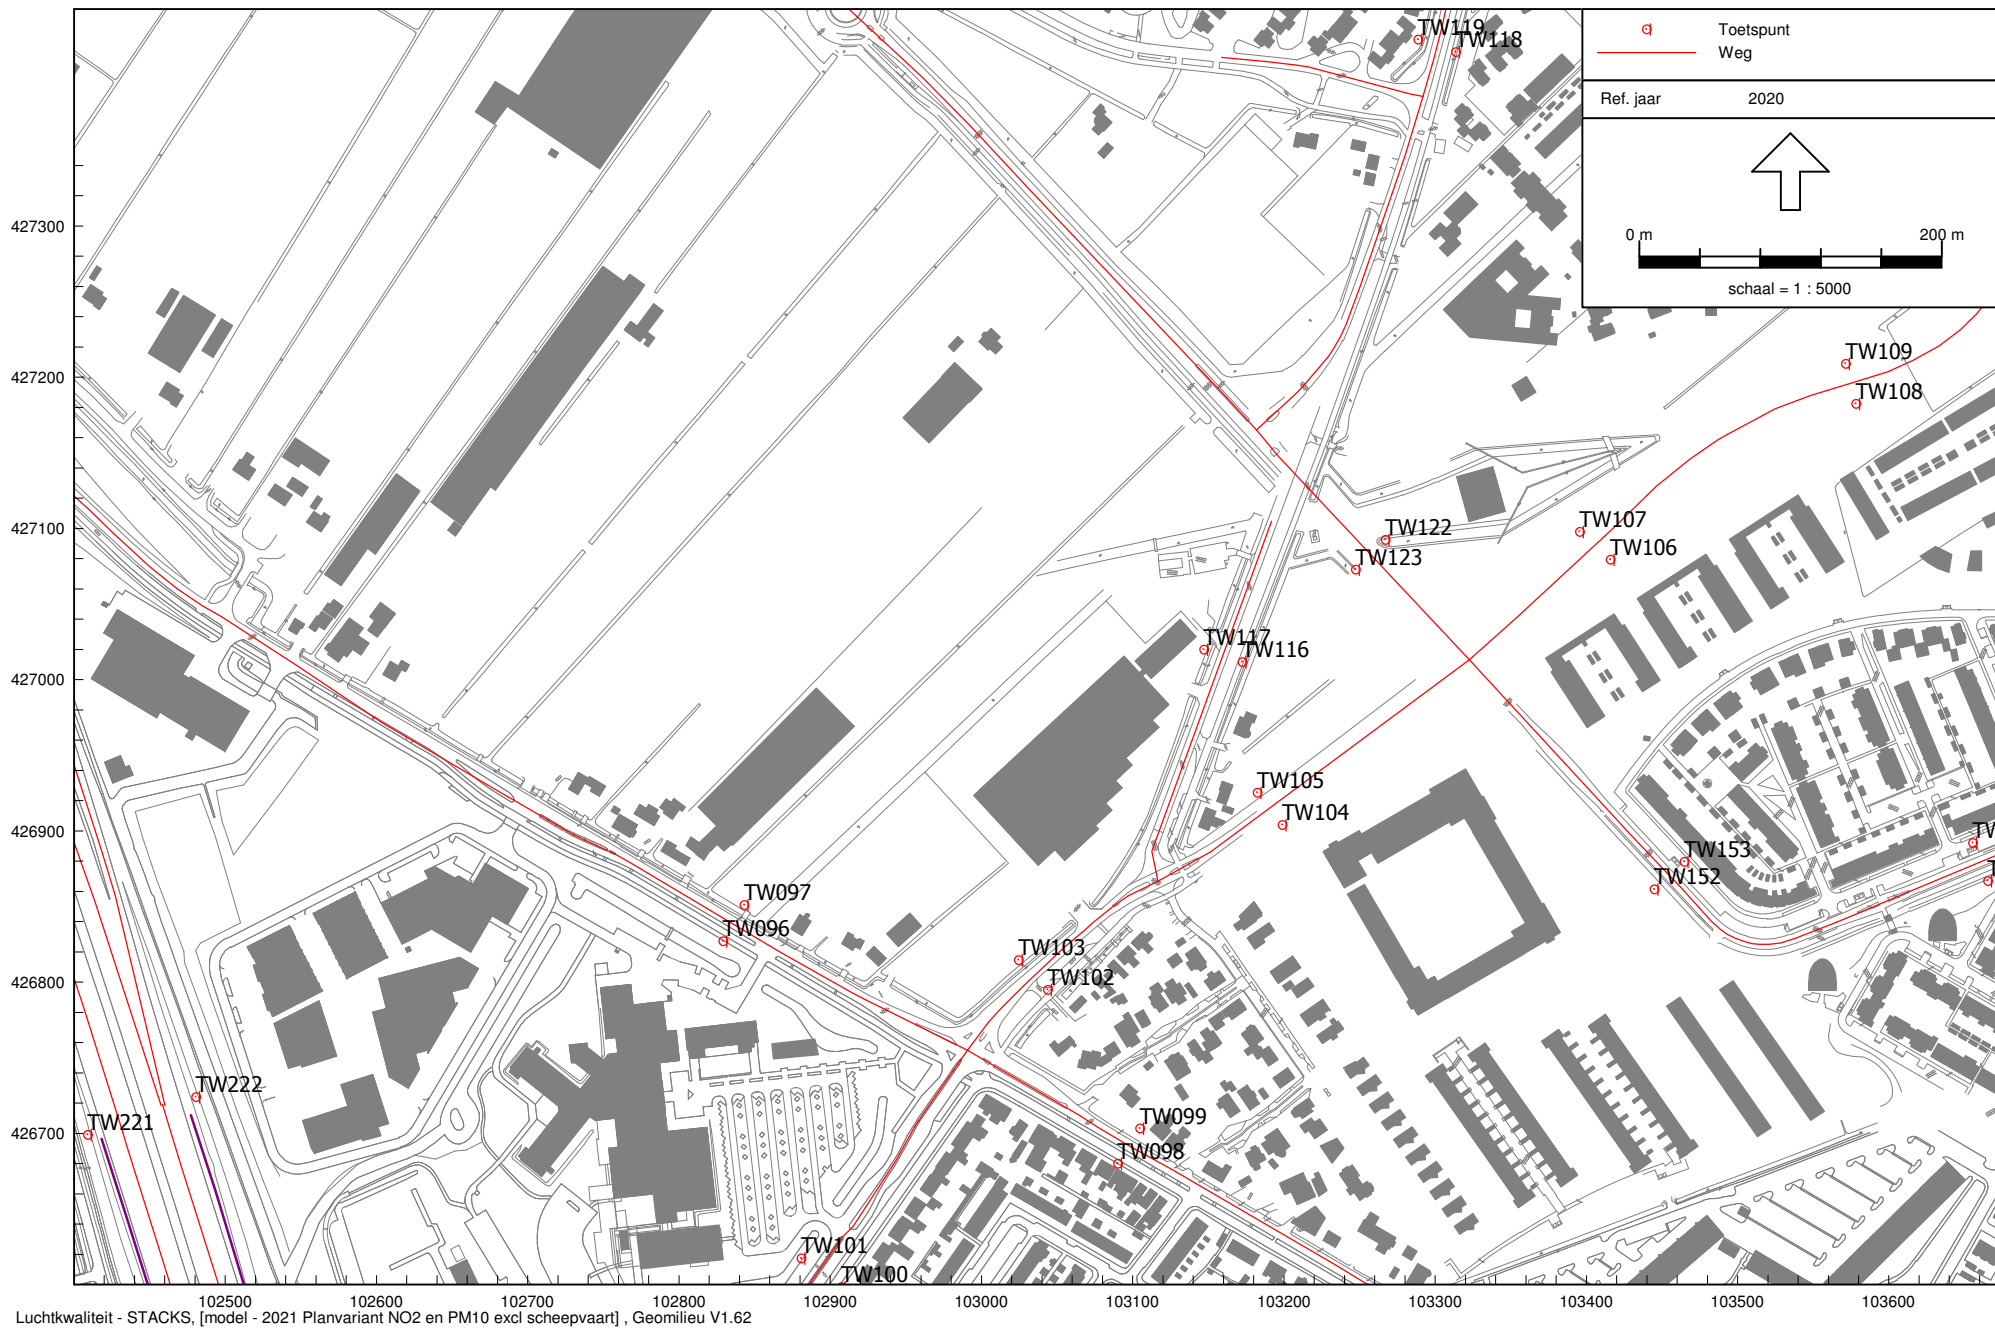 TW119
TW118
Toetspunt
Weg
Ref. jaar 2020
0 m 200 m
schaal = 1 : 5000
427300
427200
427100
427000
426900
426800
426700
TW109
TW108
TW107
TW106
TW122
TW123
TW117
TW116
TW105
TW104
TW153
TW152
TW
T
TW097
TW096
TW103
TW102
TW099
TW098
TW222
TW221
TW101
TW100
102500 102600 102700 102800 102900 103000 103100 103200 103300 103400 103500 103600
Luchtkwaliteit - STACKS, [model - 2021 Planvariant NO2 en PM10 excl scheepvaart] , Geomilieu V1.62